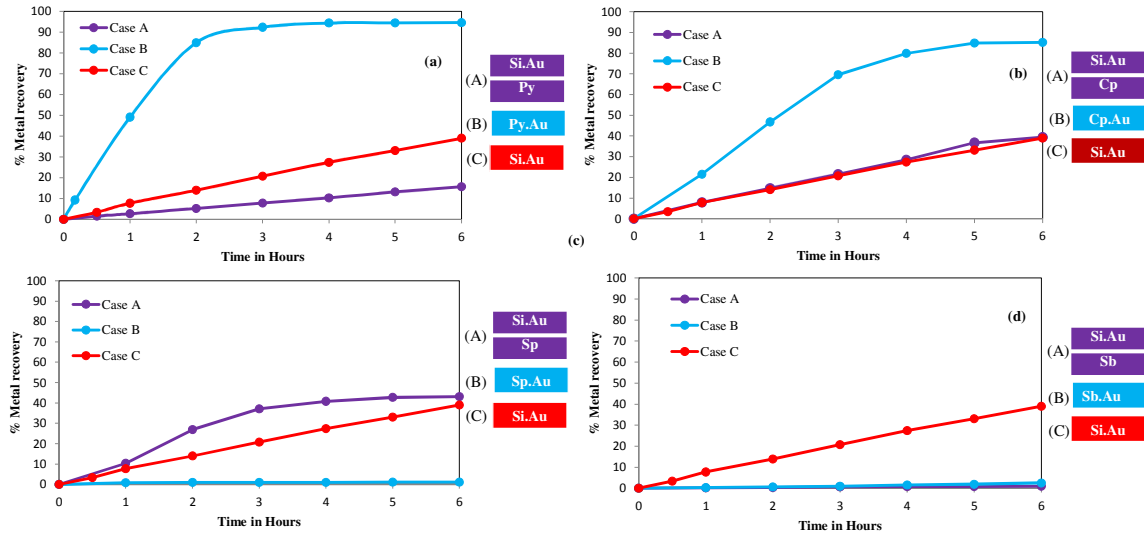 100
90
80
70
60
50
40
30
20
10
0
% Metal recovery
Case A
Case B
Case C
(a)
0 1 2 3 4 5 6
Time in Hours
(A) Si.Au
Py
(B) Py.Au
(C) Si.Au
100
90
80
70
60
50
40
30
20
10
0
% Metal recovery
Case A
Case B
Case C
(b)
0 1 2 3 4 5 6
Time in Hours
(A) Si.Au
Cp
(B) Cp.Au
(C) Si.Au
(c)
100
90
80
70
60
50
40
30
20
10
0
% Metal recovery
Case A
Case B
Case C
0 1 2 3 4 5 6
Time in Hours
(A) Si.Au
Sp
(B) Sp.Au
(C) Si.Au
100
90
80
70
60
50
40
30
20
10
0
% Metal recovery
Case A
Case B
Case C
(d)
0 1 2 3 4 5 6
Time in Hours
(A) Si.Au
Sb
(B) Sb.Au
(C) Si.Au